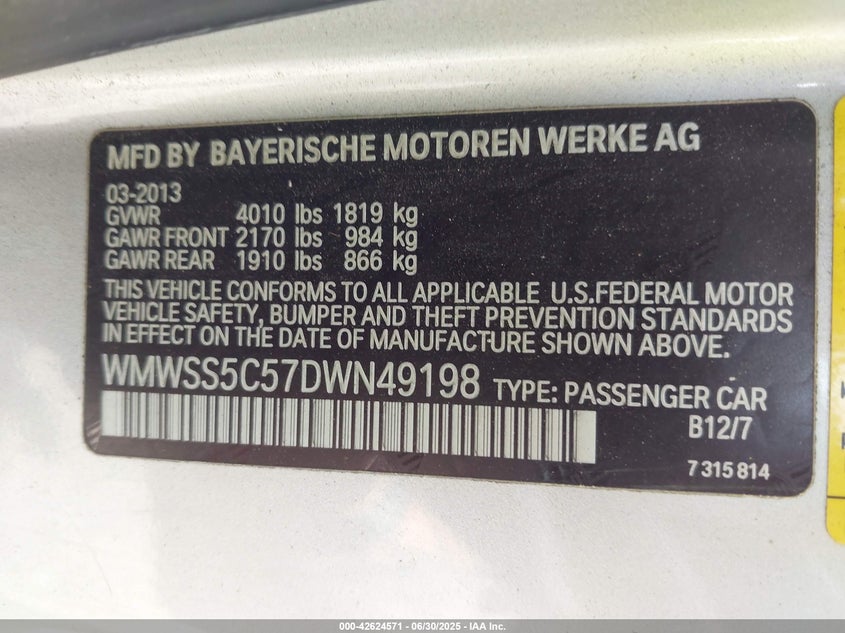 MFD BY BAYERISCHE MOTOREN WERKE AG
03-2013
GVWR 4010 lbs 1819 kg
GAWR FRONT 2170 lbs 984 kg
GAWR REAR 1910 lbs 866 kg
THIS VEHICLE CONFORMS TO ALL APPLICABLE U.S.FEDERAL MOTOR
VEHICLE SAFETY, BUMPER AND THEFT PREVENTION STANDARDS
IN EFFECT ON THE DATE OF MANUFACTURE SHOWN ABOVE.
WMWSS5C57DWN49198 TYPE: PASSENGER CAR
B12/7
7 315 814
000-42624571 - 06/30/2025 - IAA Inc.